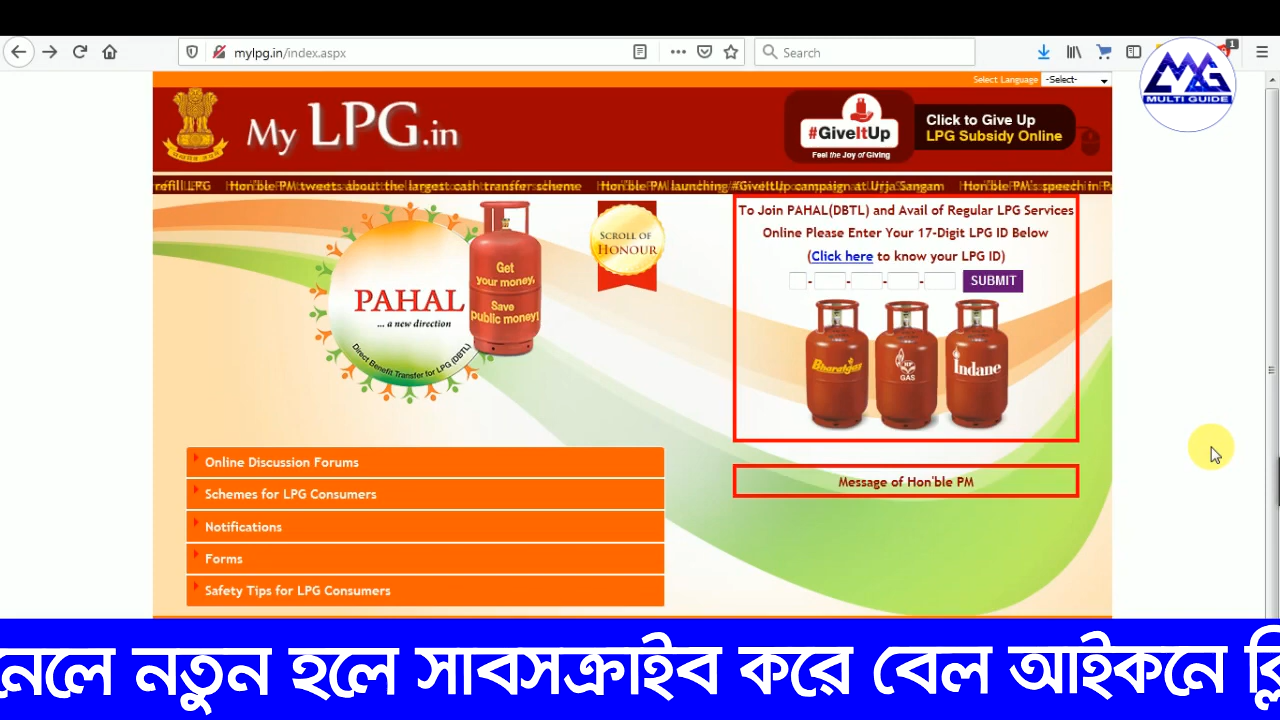 mylpg.in/index.aspx
Search
1
M&G
MULTI GUIDE
Select Language
-Select-
My LPG.in
#GiveItUp
Feel the Joy of Giving
Click to Give Up
LPG Subsidy Online
refill LPG Hon'ble PM tweets about the largest cash transfer scheme Hon'ble PM launching #GiveItUp campaign at Urja Sangam Hon'ble PM's speech in
PAHAL
... a new direction
Direct Benefit Transfer for LPG (DBTL)
Get
your money,
Save
public money!
SCROLL OF
HONOUR
To Join PAHAL(DBTL) and Avail of Regular LPG Services
Online Please Enter Your 17-Digit LPG ID Below
(Click here to know your LPG ID)
- - - - SUBMIT
Bharatgas
HP
GAS
Indane
Message of Hon'ble PM
Online Discussion Forums
Schemes for LPG Consumers
Notifications
Forms
Safety Tips for LPG Consumers
নেলে নতুন হলে সাবসক্রাইব করে বেল আইকনে